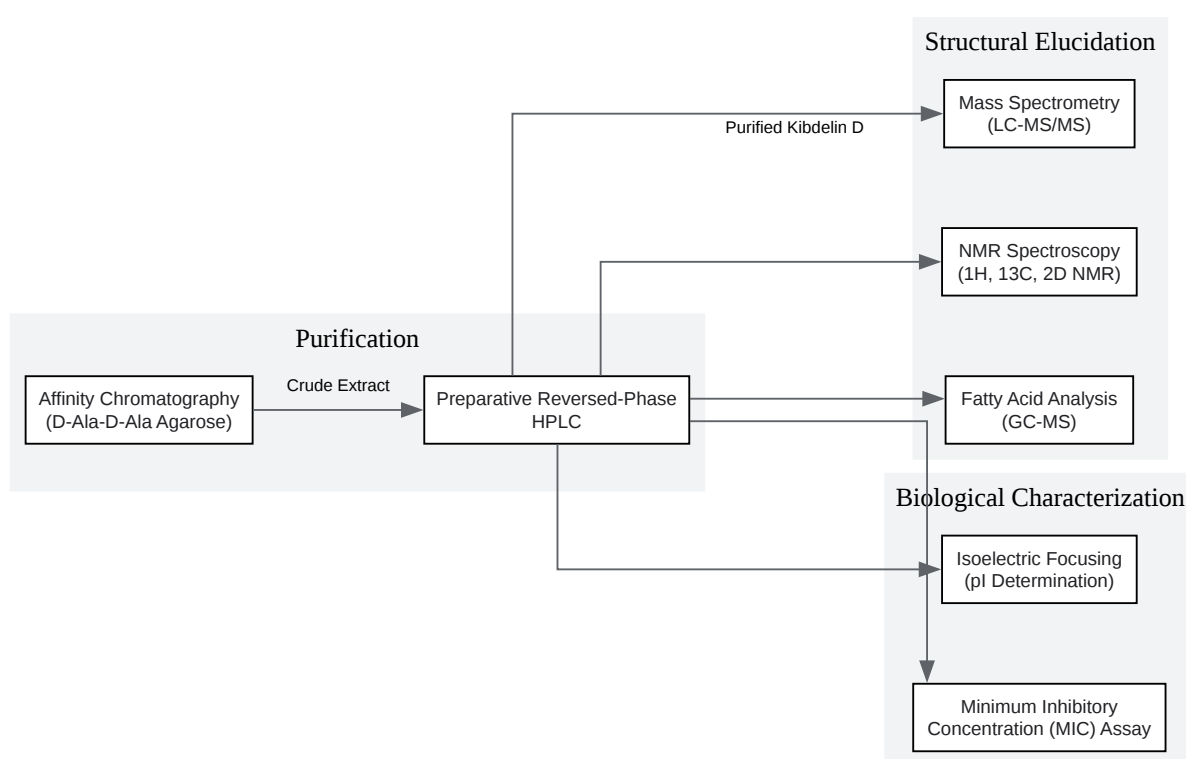 Structural Elucidation
Mass Spectrometry
(LC-MS/MS)
Purified Kibdelin D
NMR Spectroscopy
(1H, 13C, 2D NMR)
Purification
Affinity Chromatography
(D-Ala-D-Ala Agarose)
Crude Extract
Preparative Reversed-Phase
HPLC
Fatty Acid Analysis
(GC-MS)
Biological Characterization
Isoelectric Focusing
(pI Determination)
Minimum Inhibitory
Concentration (MIC) Assay